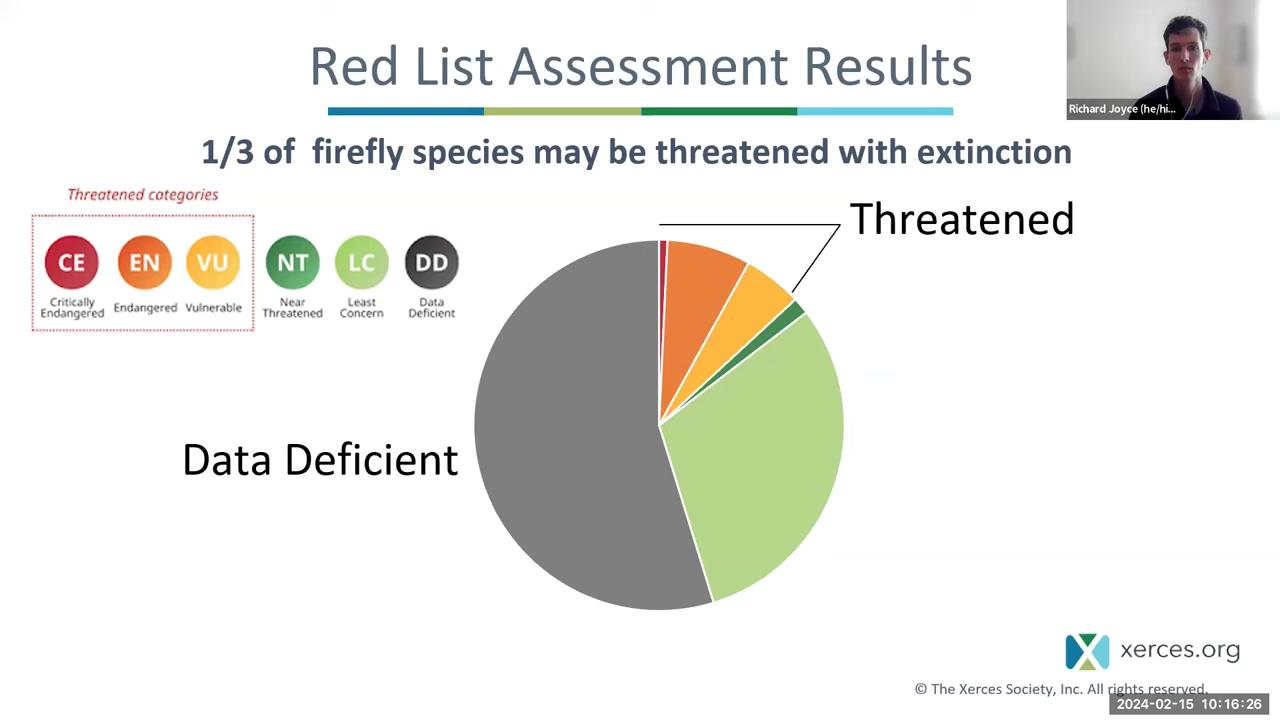 Red List Assessment Results
Richard Joyce (he/hi...
1/3 of firefly species may be threatened with extinction
Threatened categories
CE
EN
VU
NT
LC
DD
Critically
Endangered
Endangered
Vulnerable
Near
Threatened
Least
Concern
Data
Deficient
Threatened
Data Deficient
xerces.org
© The Xerces Society, Inc. All rights reserved.
2024-02-15 10:16:26